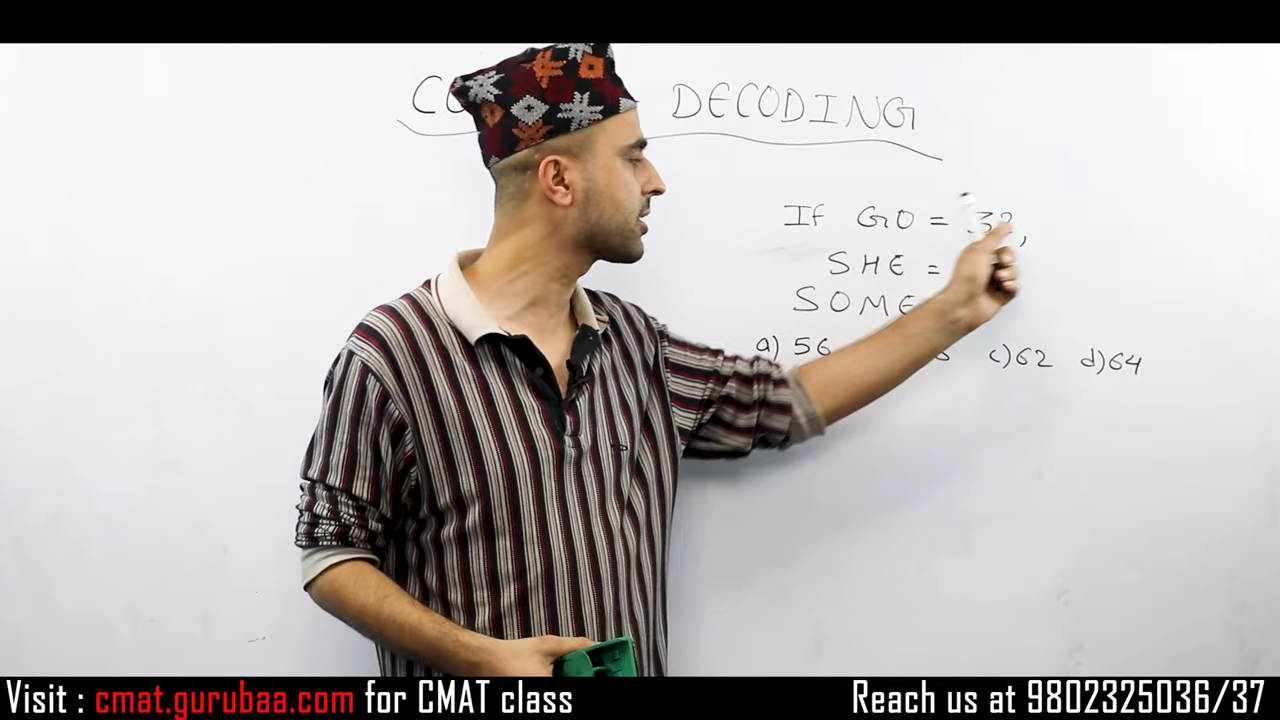 DECODING
If GO = 32,
SHE =
SOME
a) 56 c) 62 d) 64
Visit : cmat.gurubaa.com for CMAT class Reach us at 9802325036/37